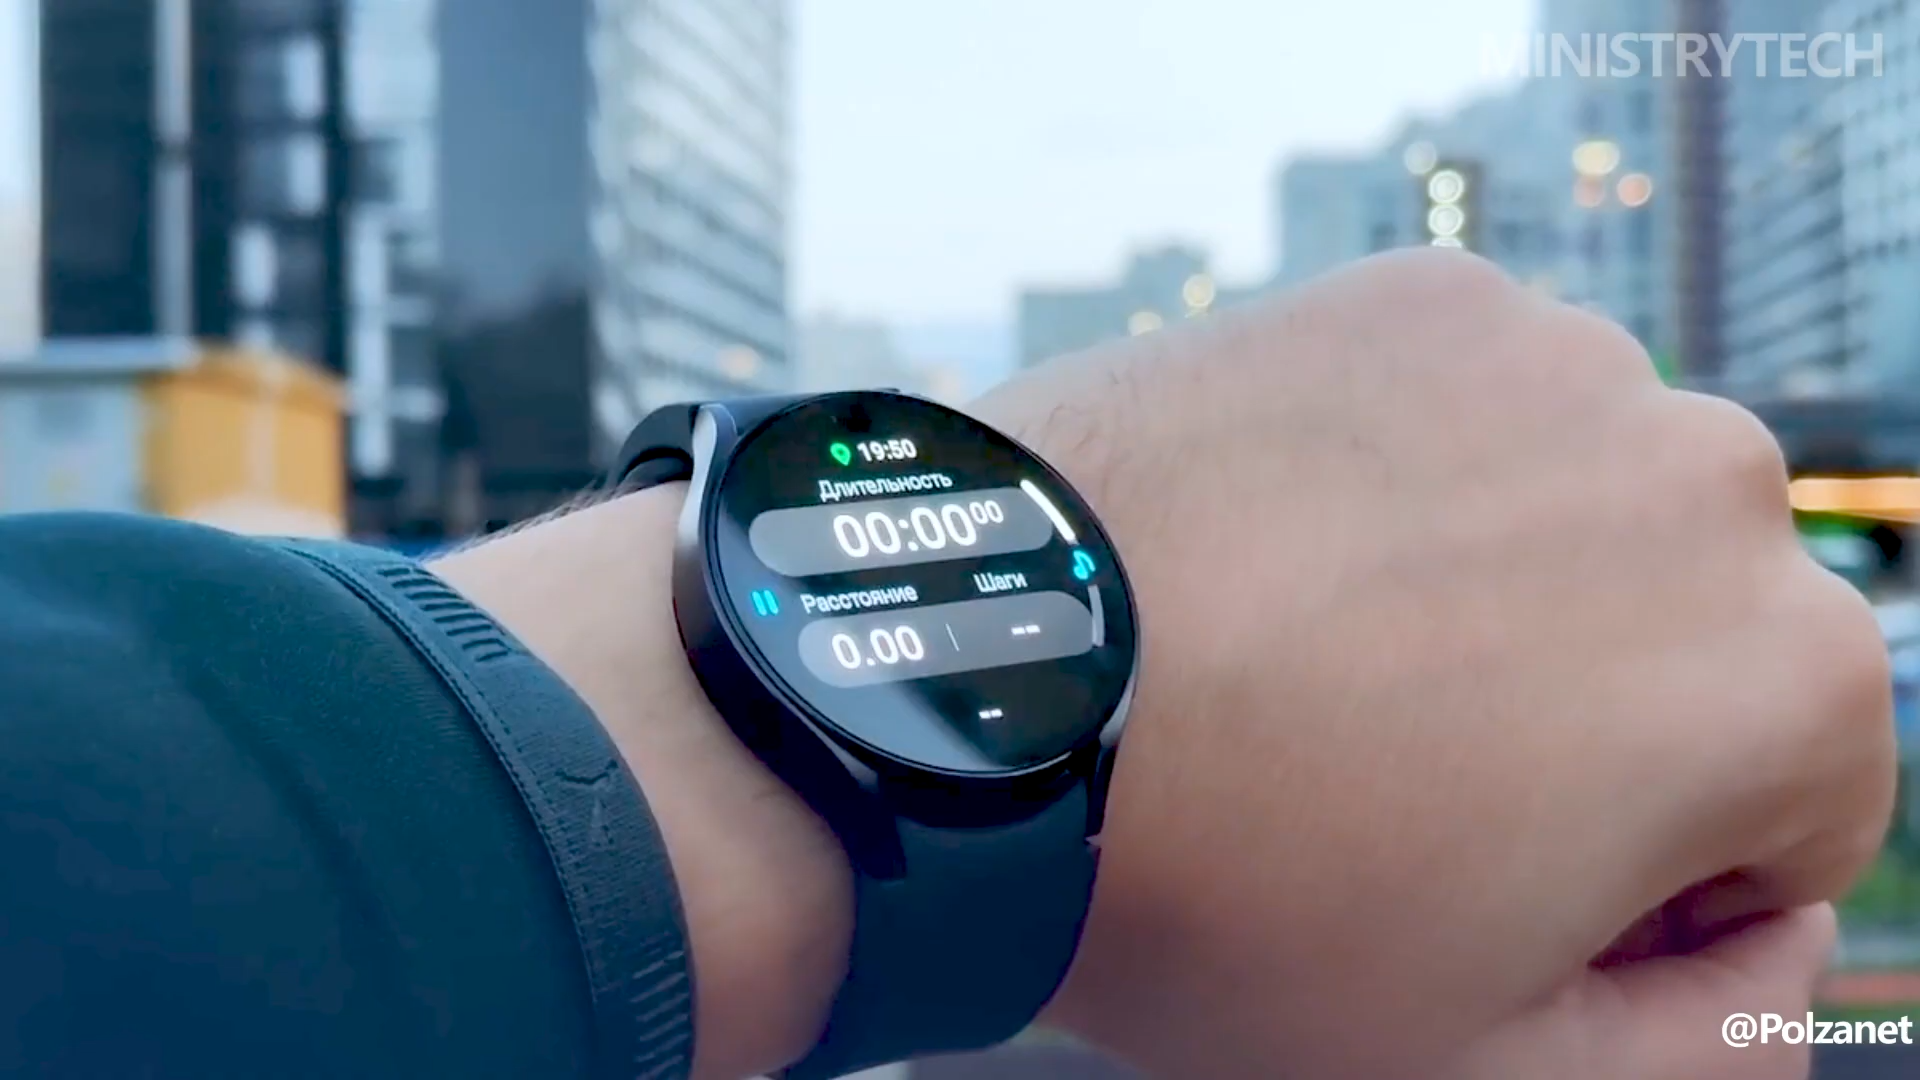 MINISTRYTECH
19:50
Длительность
00:00⁰⁰
Расстояние
Шаги
0.00
--
--
@Polzanet